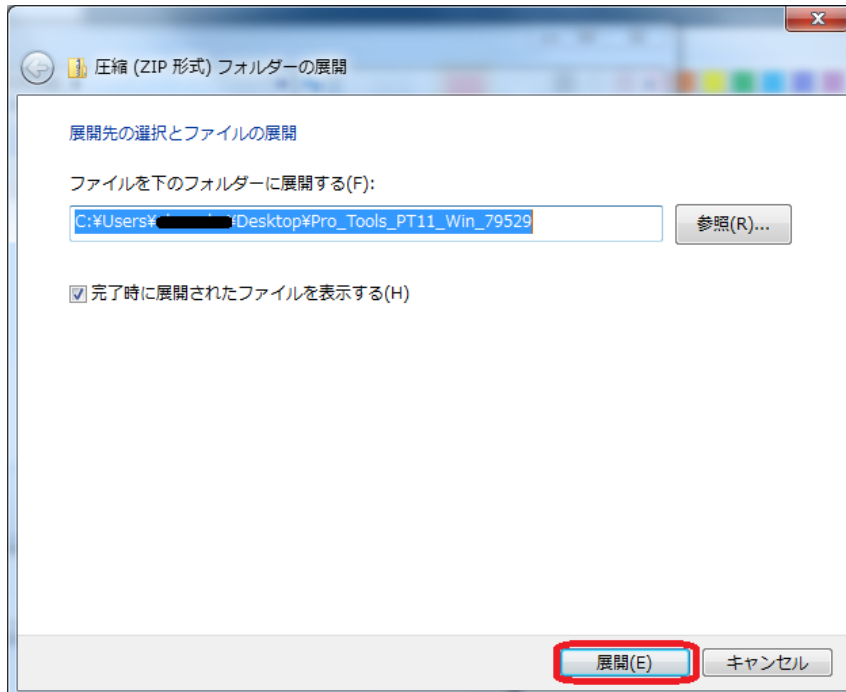 圧縮 (ZIP 形式) フォルダーの展開
展開先の選択とファイルの展開
ファイルを下のフォルダーに展開する(F):
C:¥Users¥ ¥Desktop¥Pro_Tools_PT11_Win_79529
参照(R)...
完了時に展開されたファイルを表示する(H)
展開(E)
キャンセル